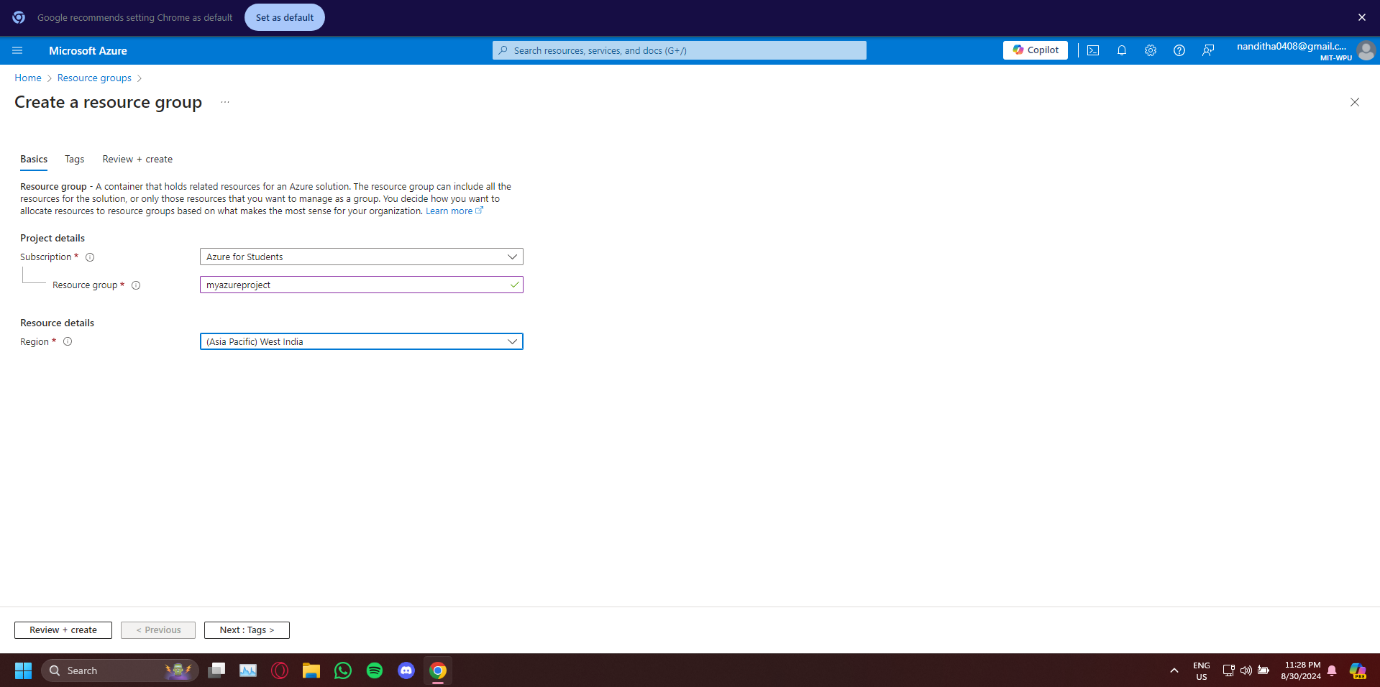 Google recommends setting Chrome as default
Set as default
Microsoft Azure
Search resources, services, and docs (G+/)
Copilot
nanditha0408@gmail.c...
MIT-WPU
Home > Resource groups >
Create a resource group ...
Basics
Tags
Review + create
Resource group - A container that holds related resources for an Azure solution. The resource group can include all the
resources for the solution, or only those resources that you want to manage as a group. You decide how you want to
allocate resources to resource groups based on what makes the most sense for your organization. Learn more
Project details
Subscription *
Azure for Students
Resource group *
myazureproject
Resource details
Region *
(Asia Pacific) West India
Review + create
< Previous
Next : Tags >
Search
ENG
US
11:28 PM
8/30/2024